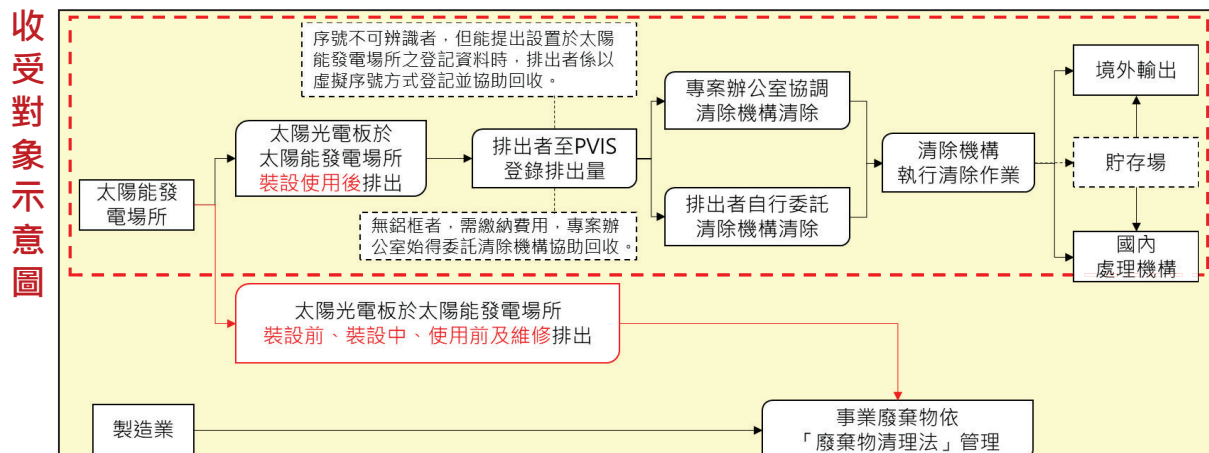 收受對象示意圖
序號不可辨識者，但能提出設置於太陽
能發電場所之登記資料時，排出者係以
虛擬序號方式登記並協助回收。
太陽能發
電場所
太陽光電板於
太陽能發電場所
裝設使用後排出
排出者至PVIS
登錄排出量
無鋁框者，需繳納費用，專案辦
公室始得委託清除機構協助回收。
專案辦公室協調
清除機構清除
排出者自行委託
清除機構清除
清除機構
執行清除作業
境外輸出
貯存場
國內
處理機構
太陽光電板於太陽能發電場所
裝設前、裝設中、使用前及維修排出
製造業
事業廢棄物依
「廢棄物清理法」管理